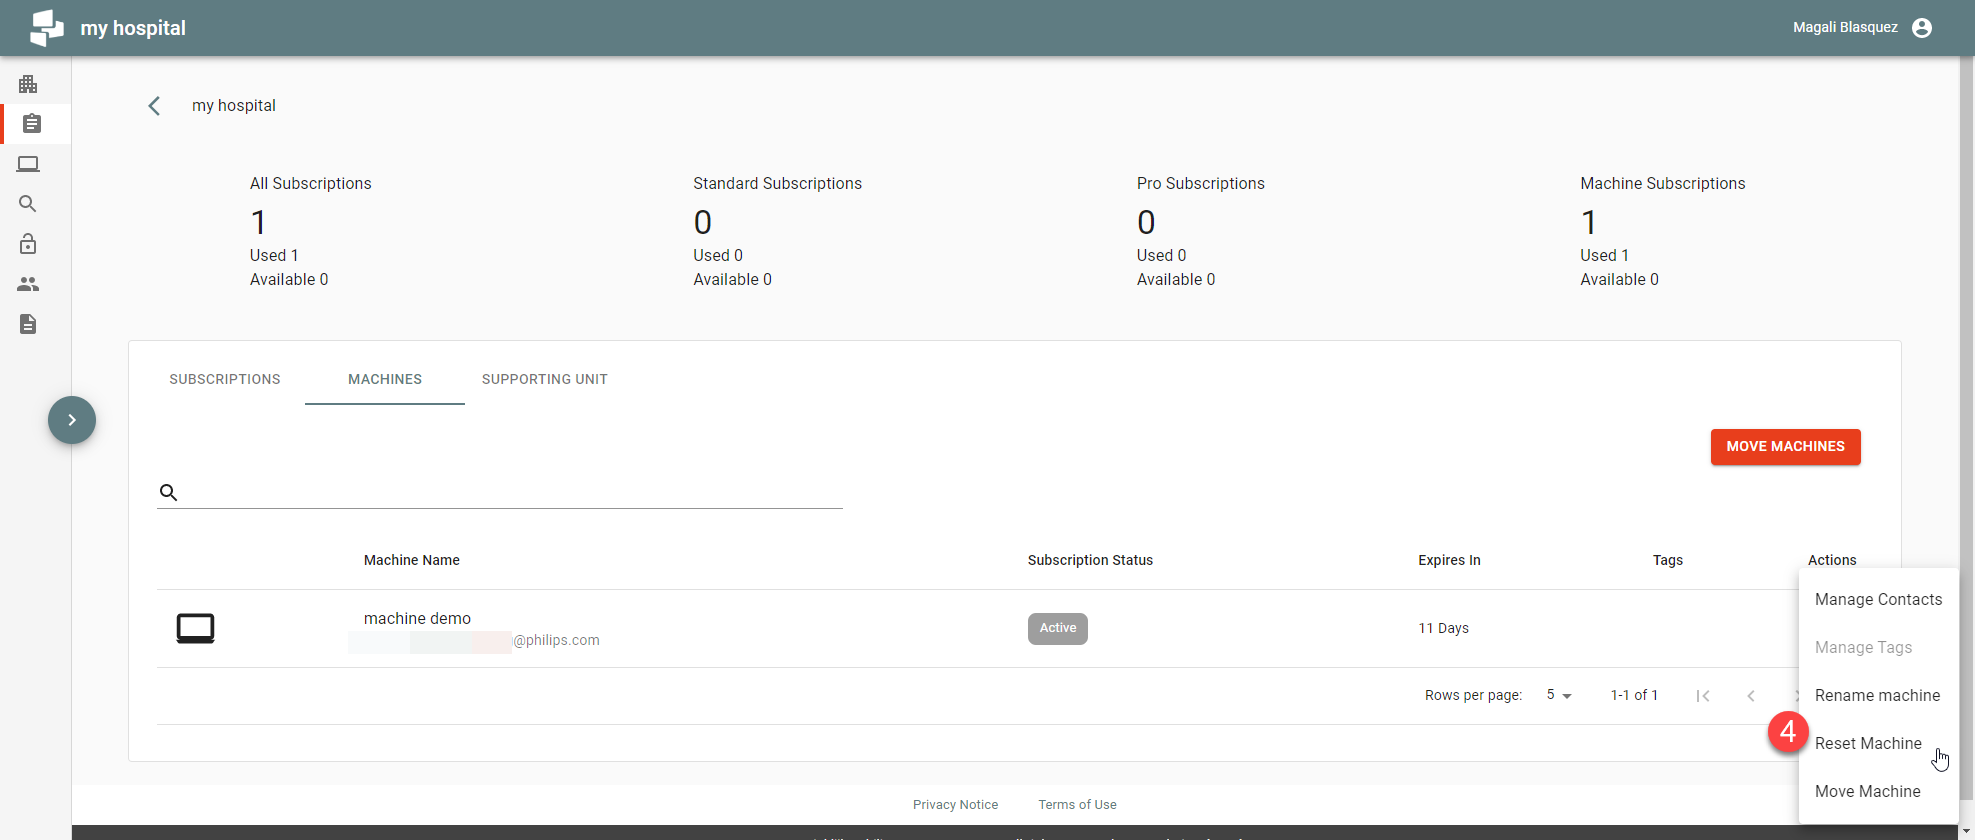 my hospital
Magali Blasquez
my hospital
All Subscriptions
1
Used 1
Available 0
Standard Subscriptions
0
Used 0
Available 0
Pro Subscriptions
0
Used 0
Available 0
Machine Subscriptions
1
Used 1
Available 0
SUBSCRIPTIONS MACHINES SUPPORTING UNIT
MOVE MACHINES
Machine Name Subscription Status Expires In Tags Actions
machine demo Active 11 Days
@philips.com
Rows per page: 5 1-1 of 1
Manage Contacts
Manage Tags
Rename machine
4 Reset Machine
Move Machine
Privacy Notice Terms of Use